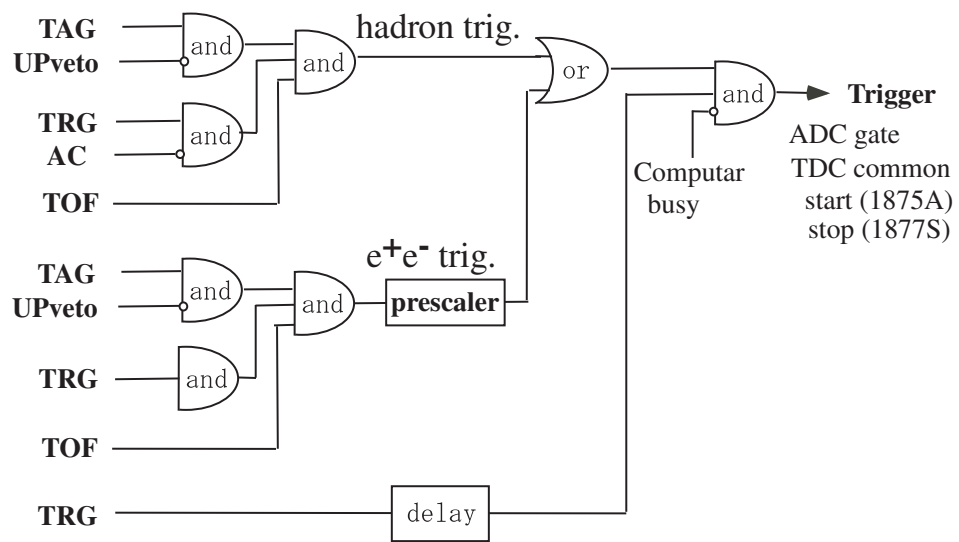 TAG
UPveto
and
hadron trig.
and
or
TRG
AC
and
and
Trigger
ADC gate
TDC common
start (1875A)
stop (1877S)
Computar
busy
TOF
e+e- trig.
TAG
UPveto
and
and
prescaler
TRG
and
TOF
TRG
delay